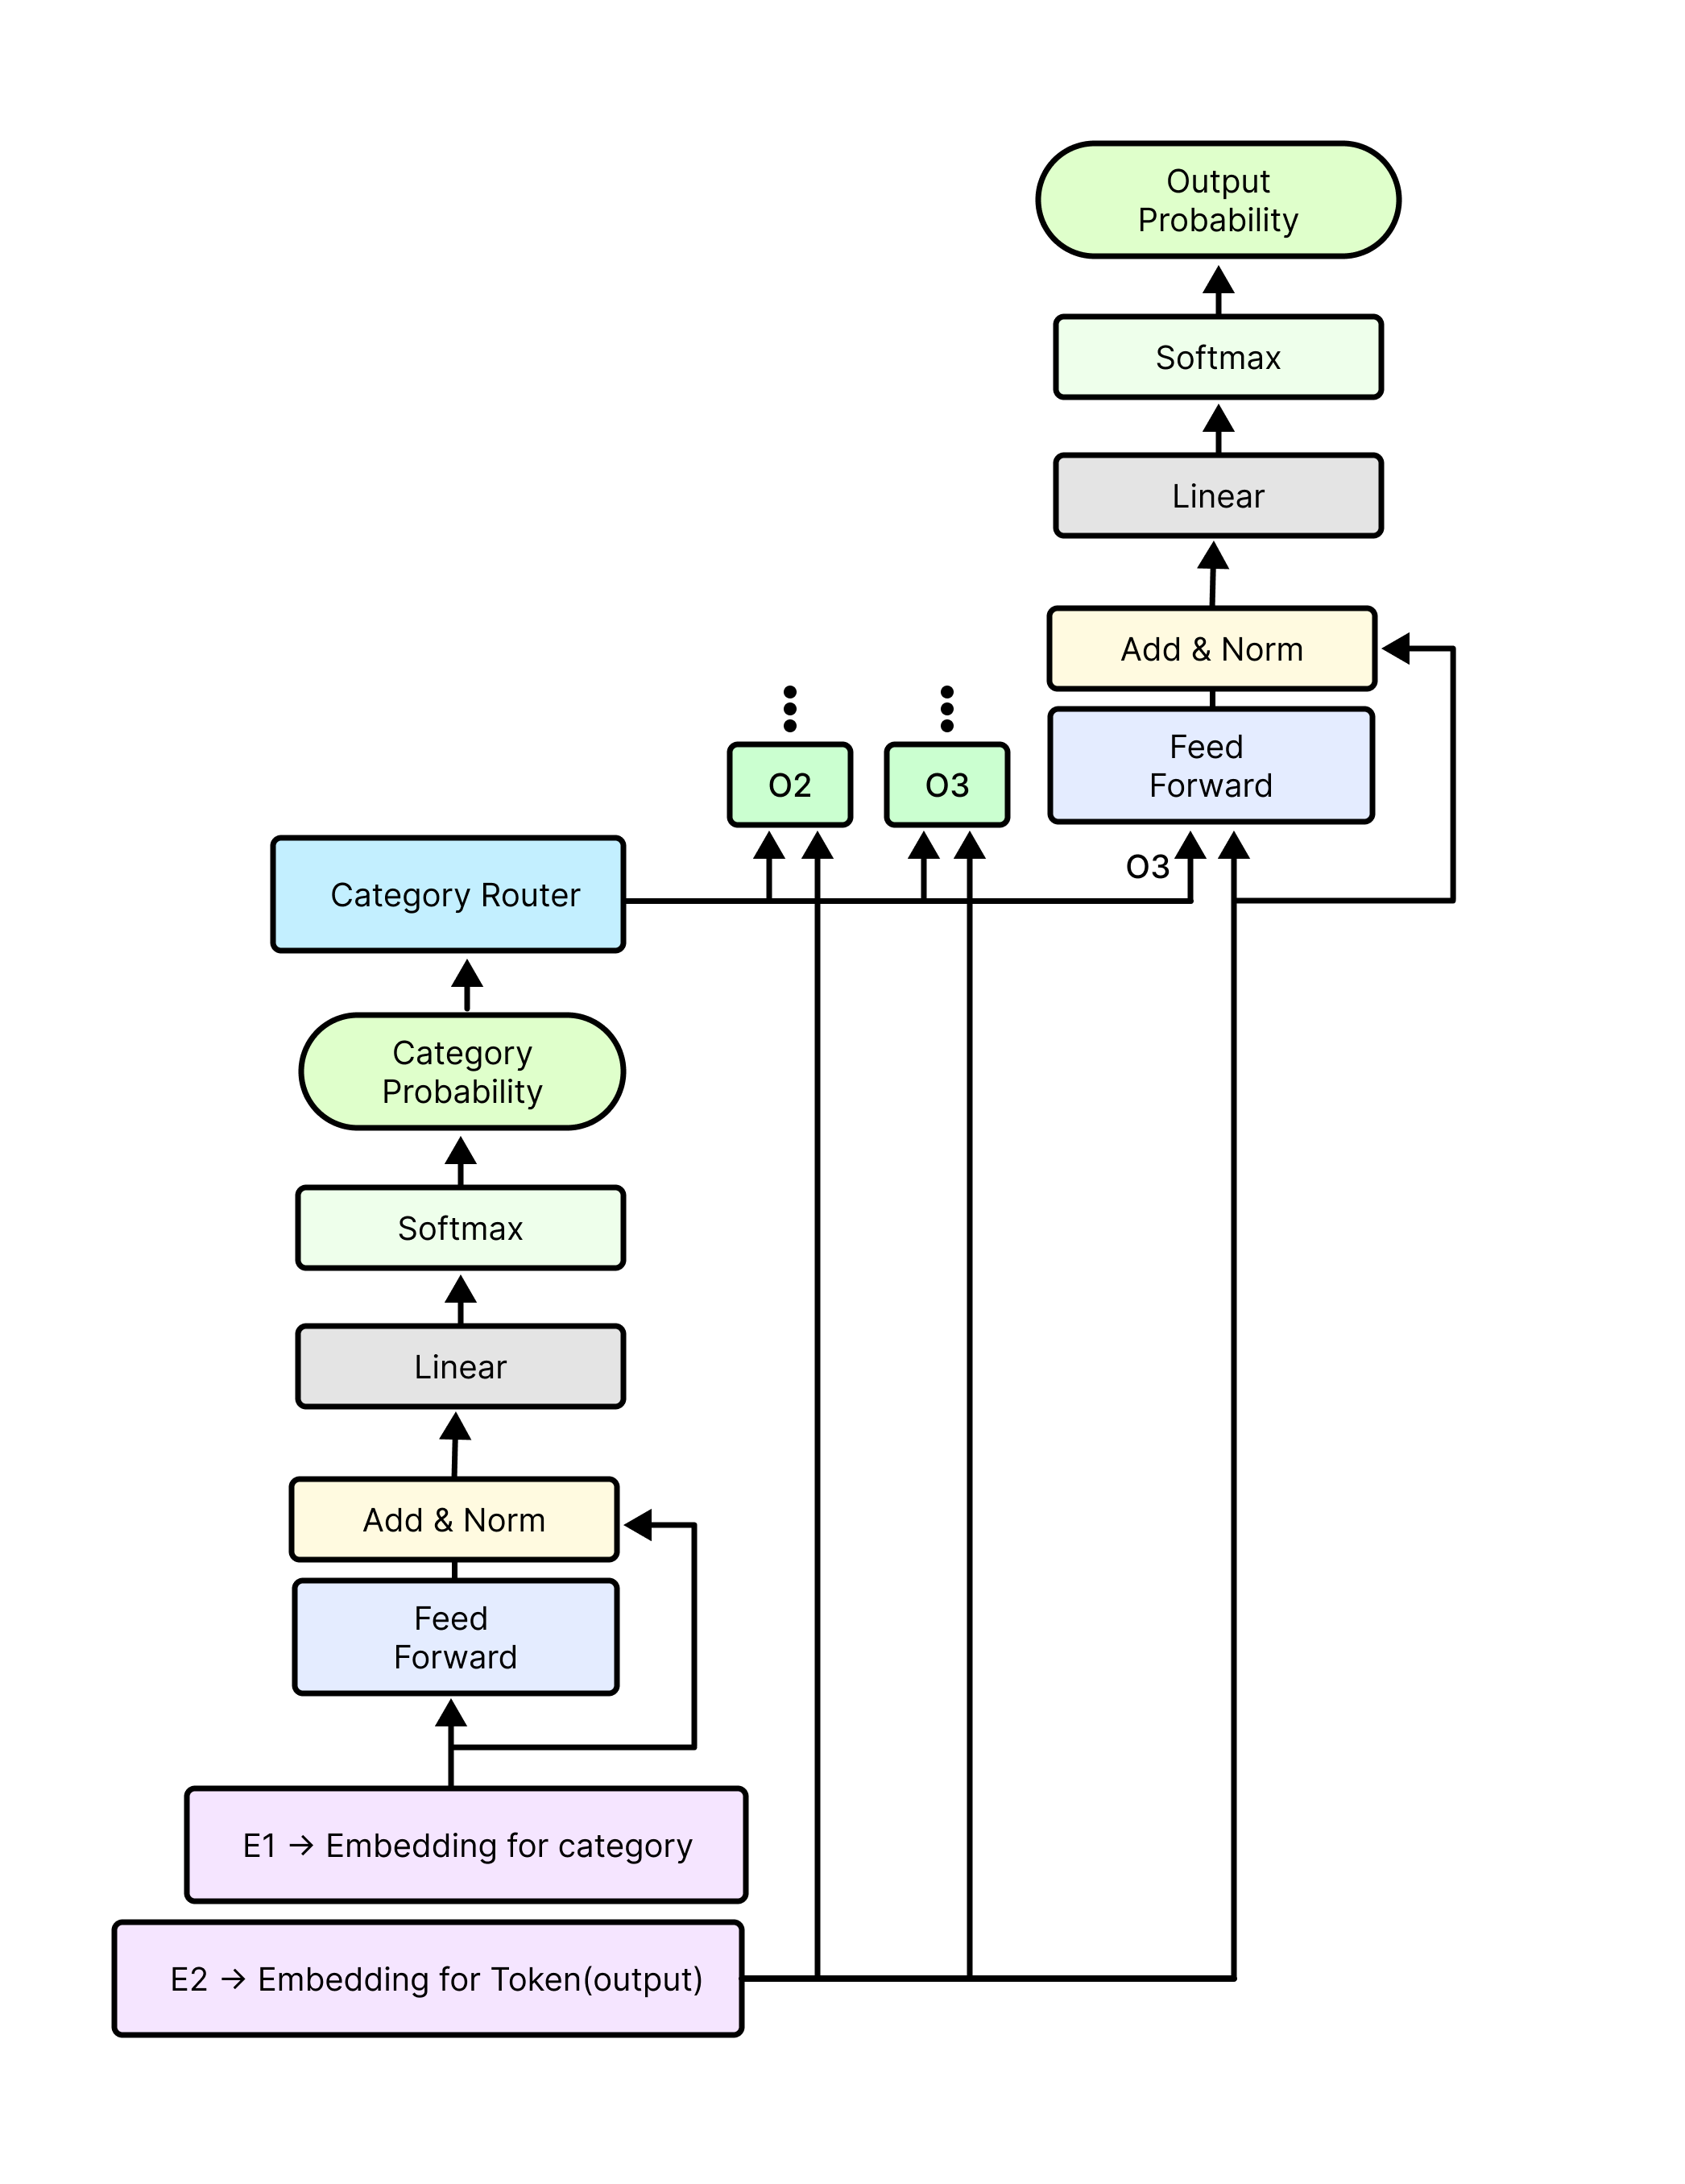 Output
Probability
Softmax
Linear
Add & Norm
Feed
Forward
O2
O3
O3
Category Router
Category
Probability
Softmax
Linear
Add & Norm
Feed
Forward
E1 → Embedding for category
E2 → Embedding for Token(output)